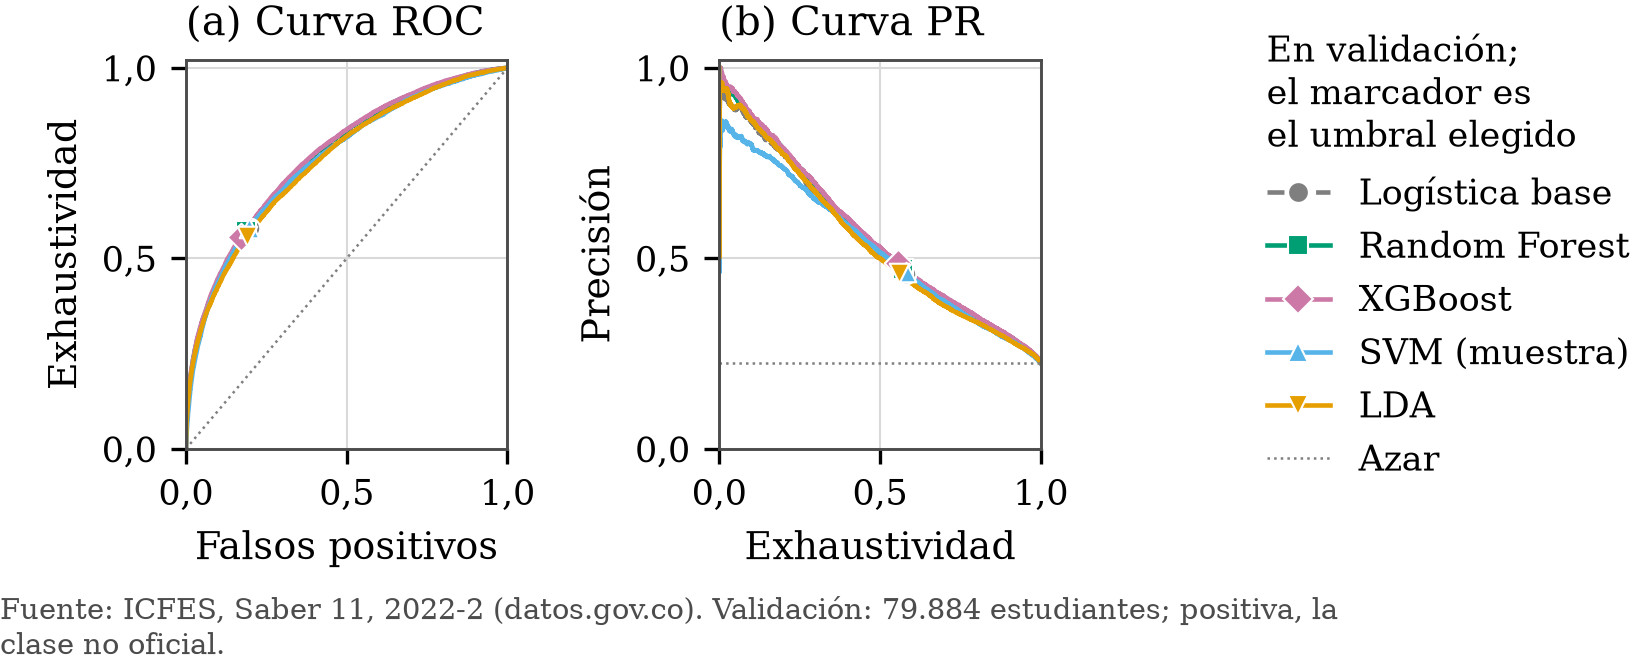 (a) Curva ROC
1,0
0,5
0,0
Exhaustividad
0,0 0,5 1,0
Falsos positivos
(b) Curva PR
1,0
0,5
0,0
Precisión
0,0 0,5 1,0
Exhaustividad
En validación;
el marcador es
el umbral elegido
Logística base
Random Forest
XGBoost
SVM (muestra)
LDA
Azar
Fuente: ICFES, Saber 11, 2022-2 (datos.gov.co). Validación: 79.884 estudiantes; positiva, la
clase no oficial.